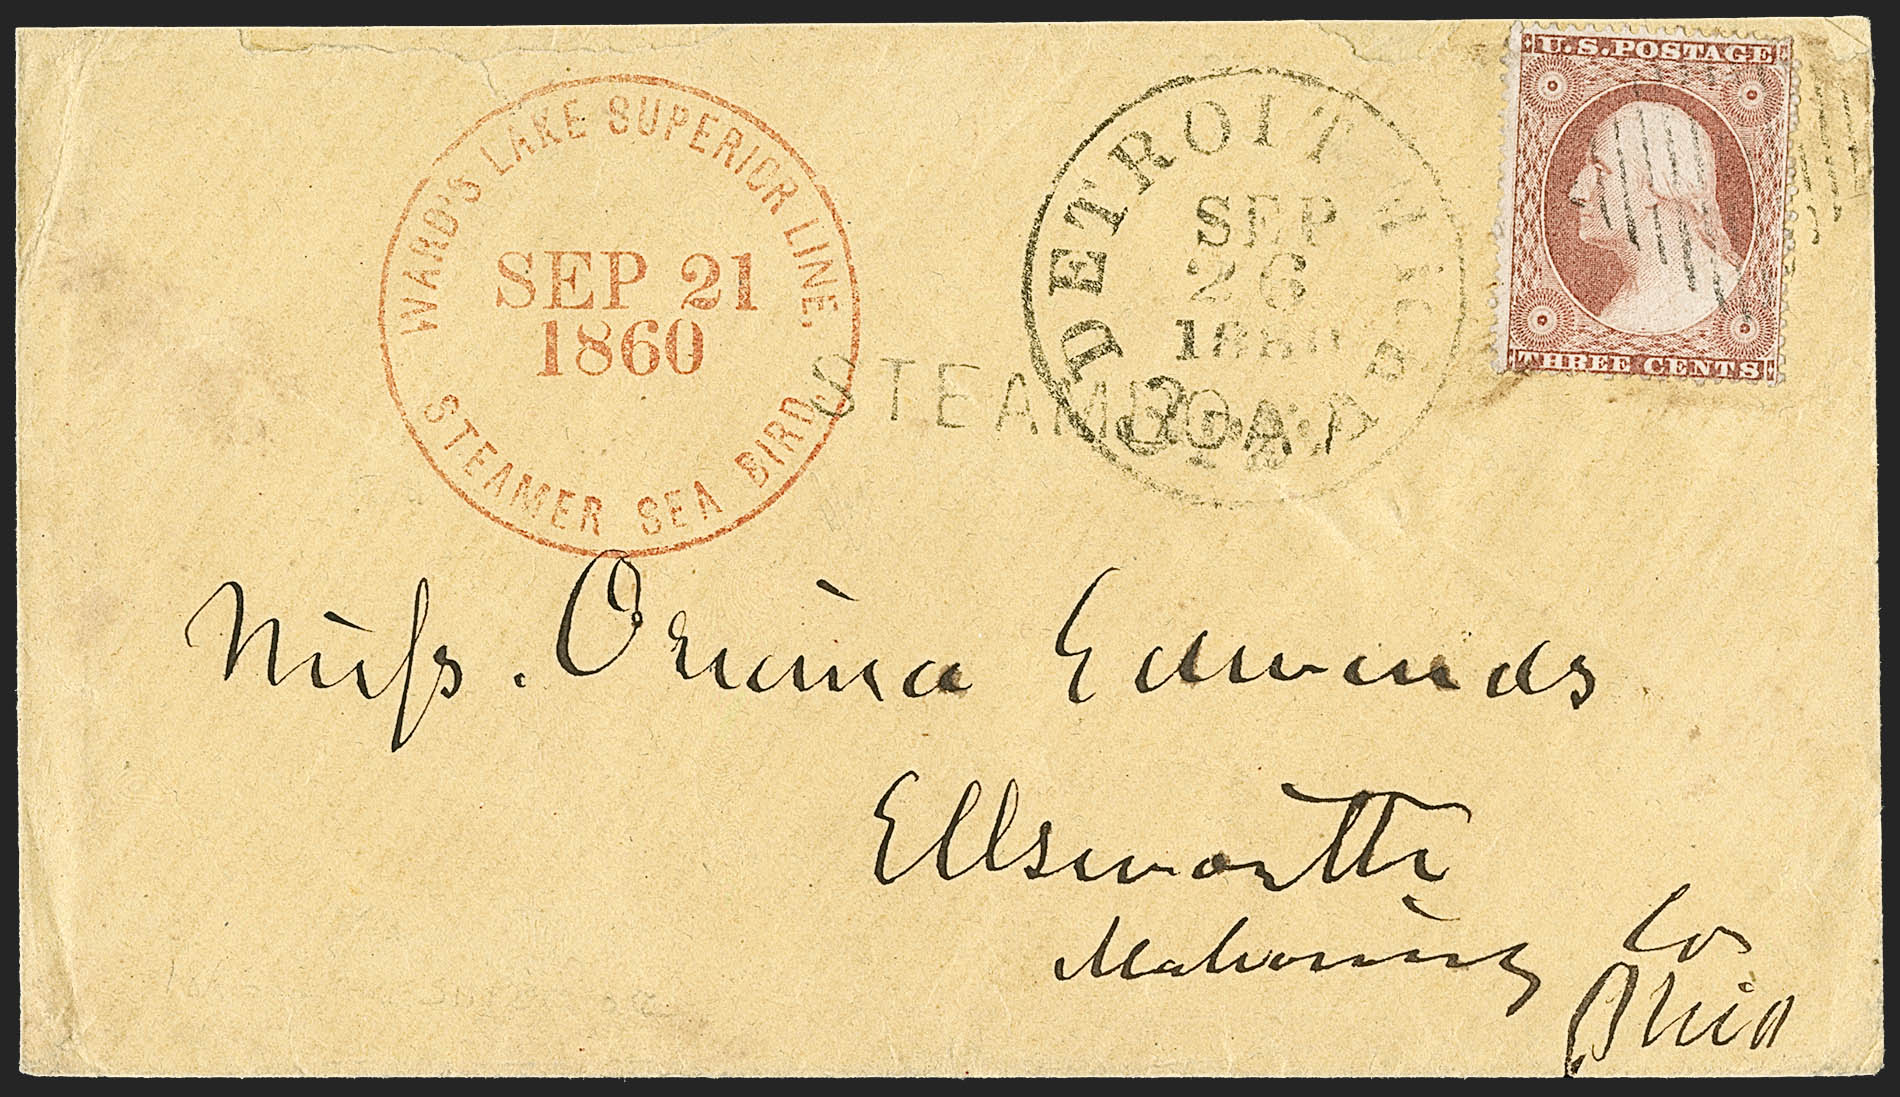 WARD'S LAKE SUPERIOR LINE.
SEP 21
1860
STEAMER SEA BIRD.
DETROIT MICH.
SEP
26
1860
STEAMBOAT
U.S. POSTAGE
THREE CENTS
Miss. Edwards
Ellsworth
Mahoning Co
Ohio